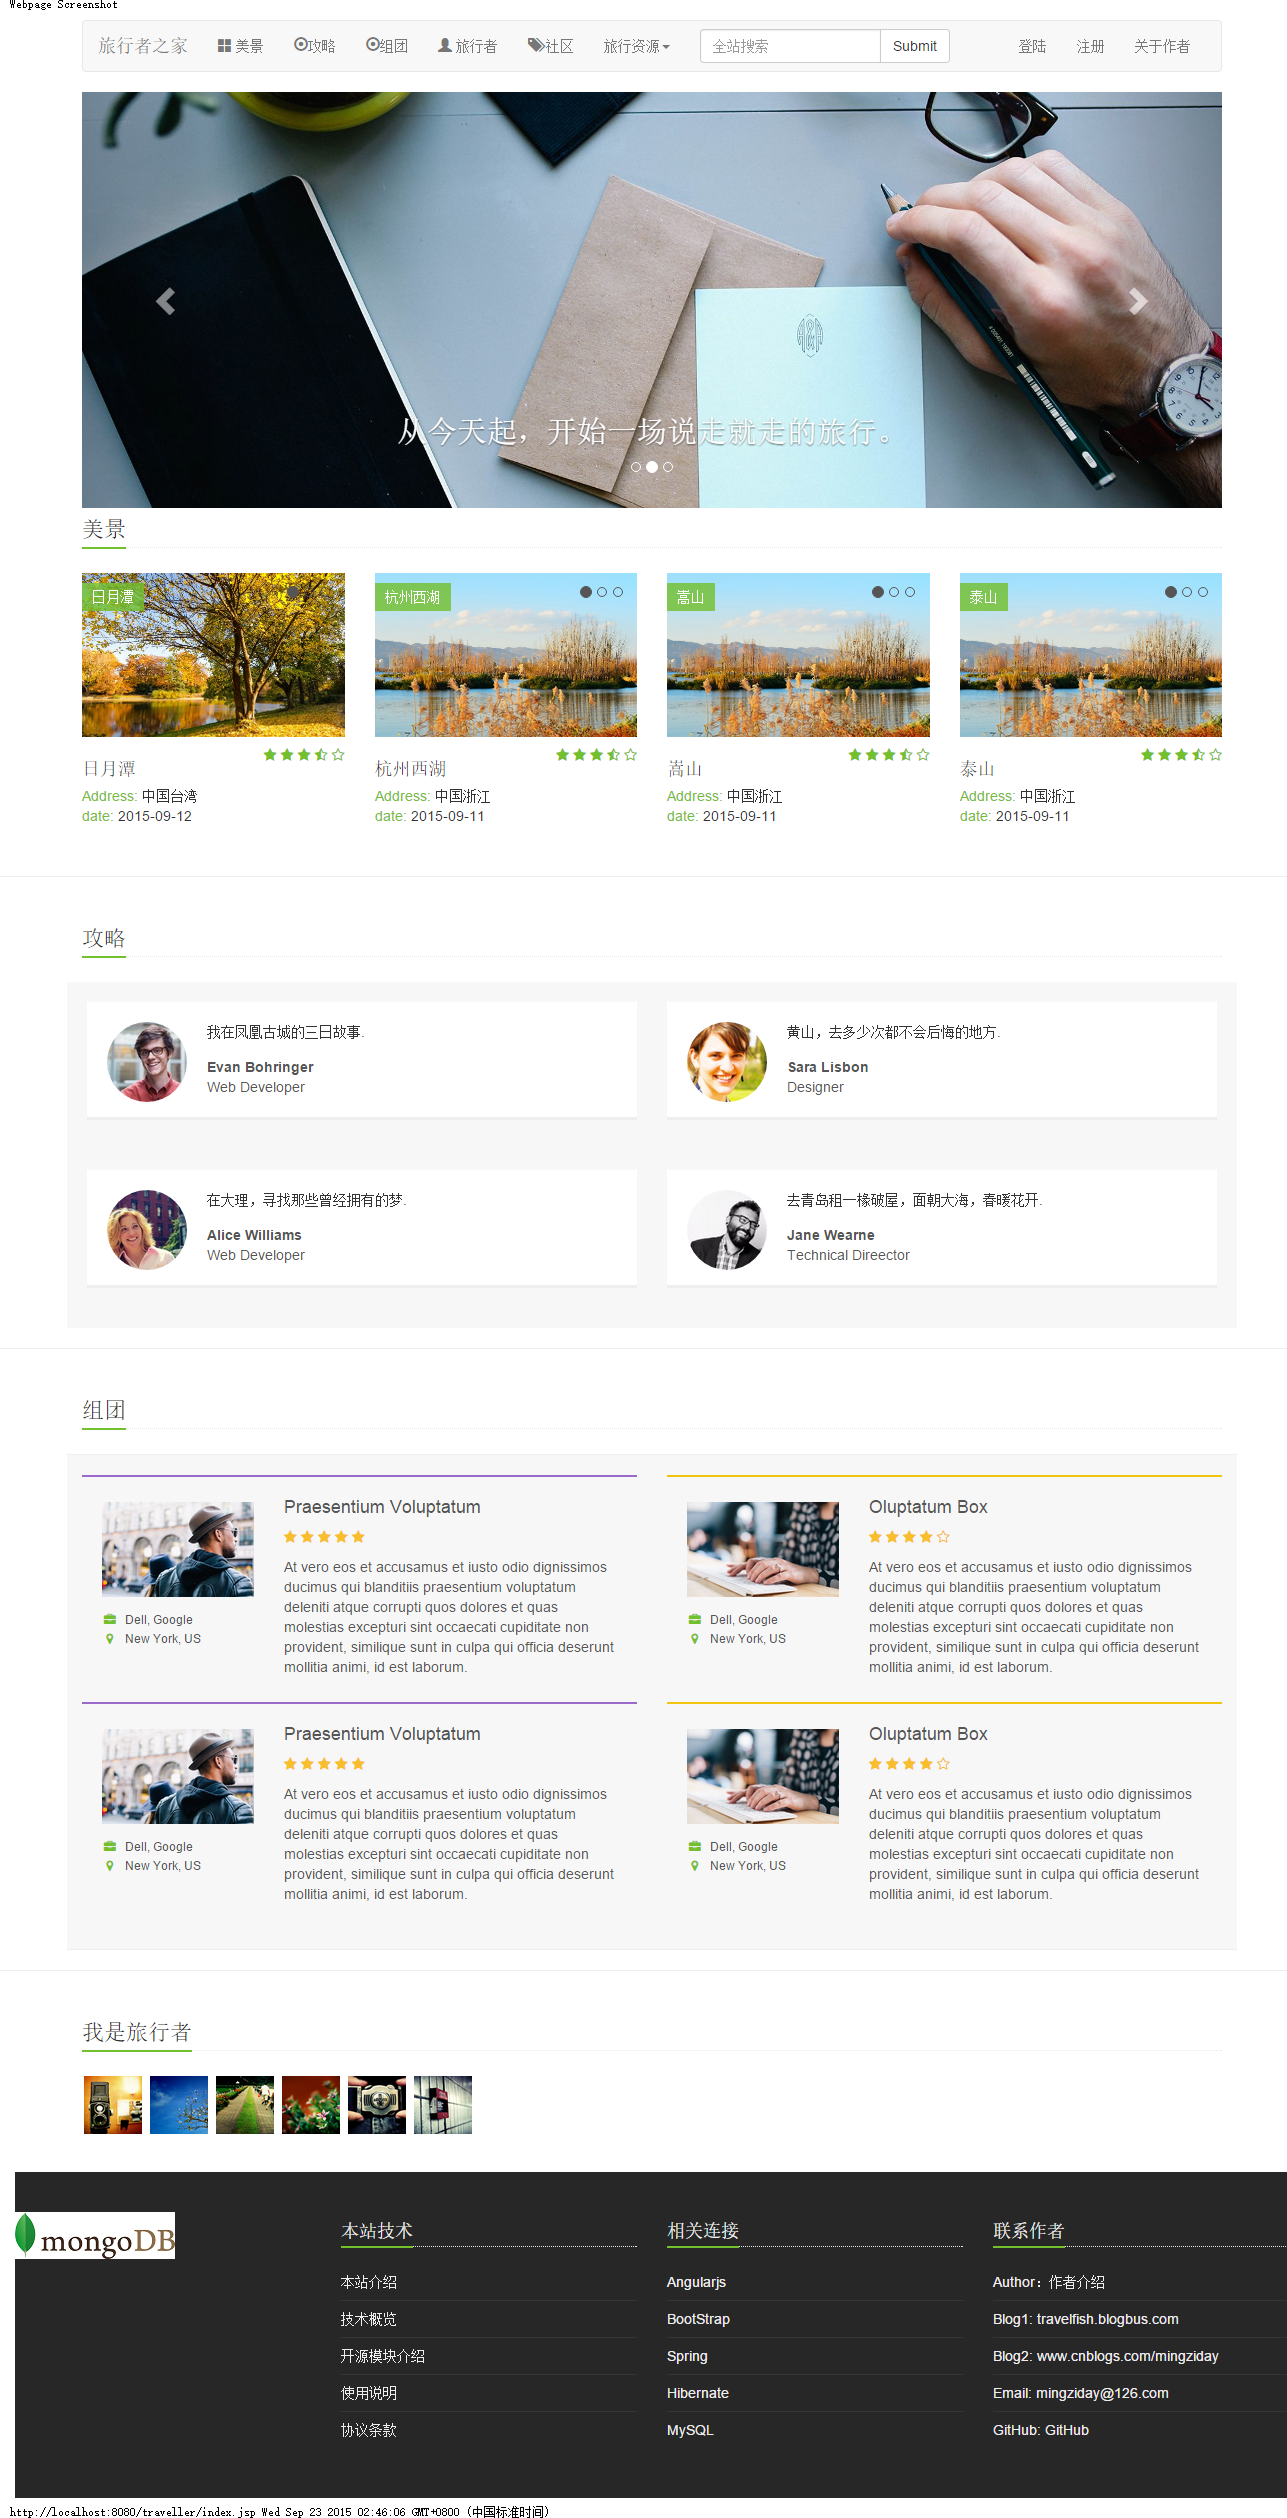 Webpage Screenshot
旅行者之家 美景 攻略 组团 旅行者 社区 旅行资源 全站搜索 Submit 登陆 注册 关于作者
从今天起，开始一场说走就走的旅行。
美景
日月潭 杭州西湖 嵩山 泰山
日月潭 杭州西湖 嵩山 泰山
Address: 中国台湾 Address: 中国浙江 Address: 中国浙江 Address: 中国浙江
date: 2015-09-12 date: 2015-09-11 date: 2015-09-11 date: 2015-09-11
攻略
我在凤凰古城的三日故事.
Evan Bohringer
Web Developer
黄山，去多少次都不会后悔的地方.
Sara Lisbon
Designer
在大理，寻找那些曾经拥有的梦.
Alice Williams
Web Developer
去青岛租一椽破屋，面朝大海，春暖花开.
Jane Wearne
Technical Direector
组团
Praesentium Voluptatum
At vero eos et accusamus et iusto odio dignissimos
ducimus qui blanditiis praesentium voluptatum
deleniti atque corrupti quos dolores et quas
molestias excepturi sint occaecati cupiditate non
provident, similique sunt in culpa qui officia deserunt
mollitia animi, id est laborum.
Dell, Google
New York, US
Oluptatum Box
At vero eos et accusamus et iusto odio dignissimos
ducimus qui blanditiis praesentium voluptatum
deleniti atque corrupti quos dolores et quas
molestias excepturi sint occaecati cupiditate non
provident, similique sunt in culpa qui officia deserunt
mollitia animi, id est laborum.
Dell, Google
New York, US
Praesentium Voluptatum
At vero eos et accusamus et iusto odio dignissimos
ducimus qui blanditiis praesentium voluptatum
deleniti atque corrupti quos dolores et quas
molestias excepturi sint occaecati cupiditate non
provident, similique sunt in culpa qui officia deserunt
mollitia animi, id est laborum.
Dell, Google
New York, US
Oluptatum Box
At vero eos et accusamus et iusto odio dignissimos
ducimus qui blanditiis praesentium voluptatum
deleniti atque corrupti quos dolores et quas
molestias excepturi sint occaecati cupiditate non
provident, similique sunt in culpa qui officia deserunt
mollitia animi, id est laborum.
Dell, Google
New York, US
我是旅行者
mongoDB
本站技术
本站介绍
技术概览
开源模块介绍
使用说明
协议条款
相关连接
Angularjs
BootStrap
Spring
Hibernate
MySQL
联系作者
Author：作者介绍
Blog1: travelfish.blogbus.com
Blog2: www.cnblogs.com/mingziday
Email: mingziday@126.com
GitHub: GitHub
http://localhost:8080/traveller/index.jsp Wed Sep 23 2015 02:46:06 GMT+0800 (中国标准时间)